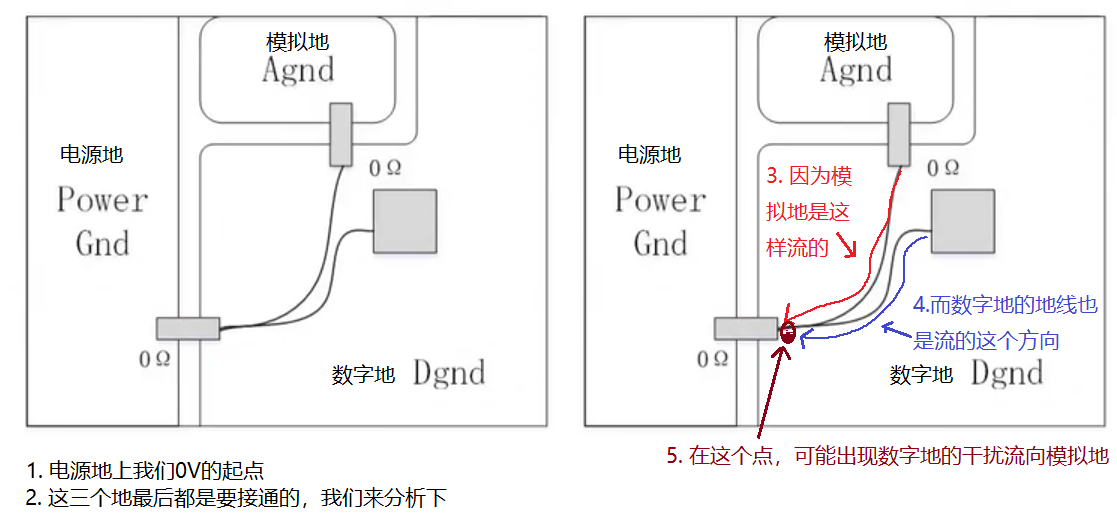 模拟地
Agnd
电源地
Power
Gnd
0 Ω
0 Ω
数字地 Dgnd
1. 电源地上我们0V的起点
2. 这三个地最后都是要接通的，我们来分析下
模拟地
Agnd
电源地
Power
Gnd
0 Ω
3. 因为模
拟地是这
样流的
4.而数字地的地线也
是流的这个方向
0 Ω
数字地 Dgnd
5. 在这个点，可能出现数字地的干扰流向模拟地